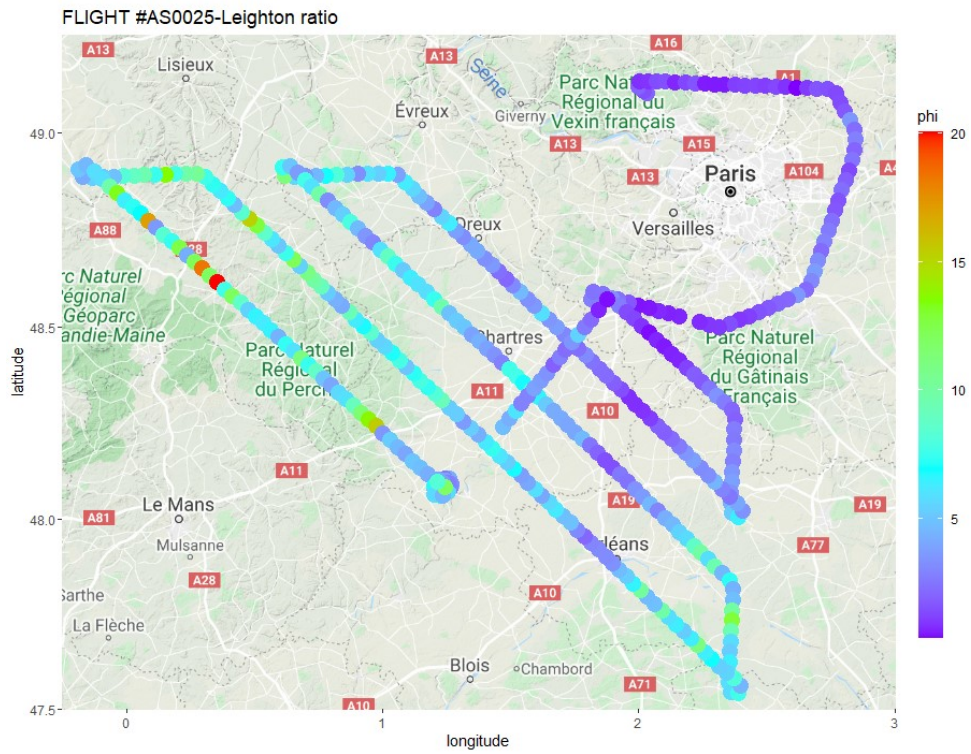 FLIGHT #AS0025-Leighton ratio
A13
A16
Lisieux
A13
Seine
Parc Na
A1
Régional du
Vexin français
Évreux
Giverny
49.0
A13
A15
Paris
A104
A4
A13
Versailles
Dreux
A88
28
rc Naturel
Régional
Géoparc
andie-Maine
48.5
Chartres
Parc Naturel
Régional
du Gâtinais
Français
Parc Naturel
Régional
du Perch
A11
A10
A11
Le Mans
A81
48.0
A19
A19
Mulsanne
A77
léans
A28
Sarthe
A10
La Flèche
Blois
Chambord
A71
A10
47.5
0
1
2
3
longitude
latitude
phi
20
15
10
5